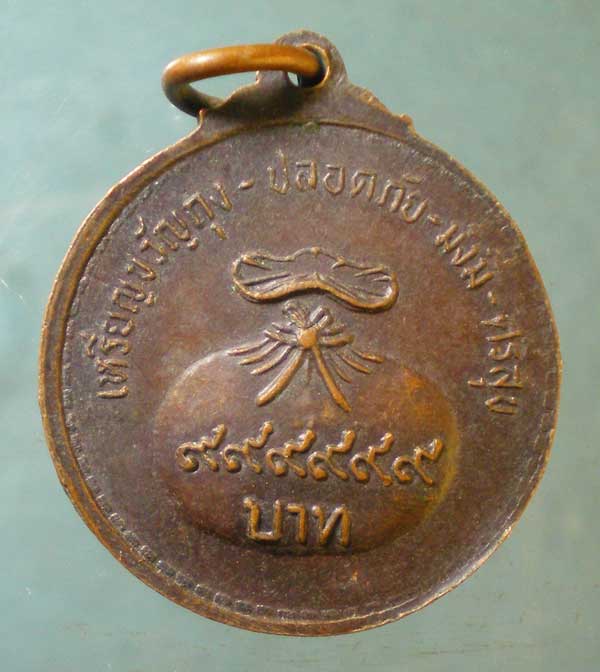 เหรียญขวัญถุง - ปลอดภัย - มั่งมี - ศรีสุข
๙๙๙๙๙๙
บาท